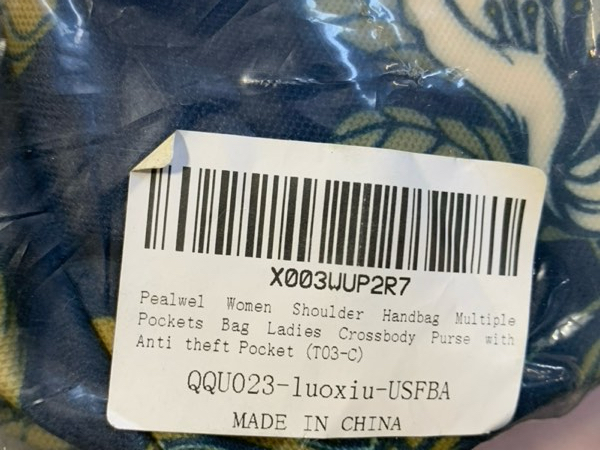 X003WUP2R7
Pealwel Women Shoulder Handbag Multiple
Pockets Bag Ladies Crossbody Purse with
Anti theft Pocket (T03-C)
QQU023-luoxiu-USFBA
MADE IN CHINA